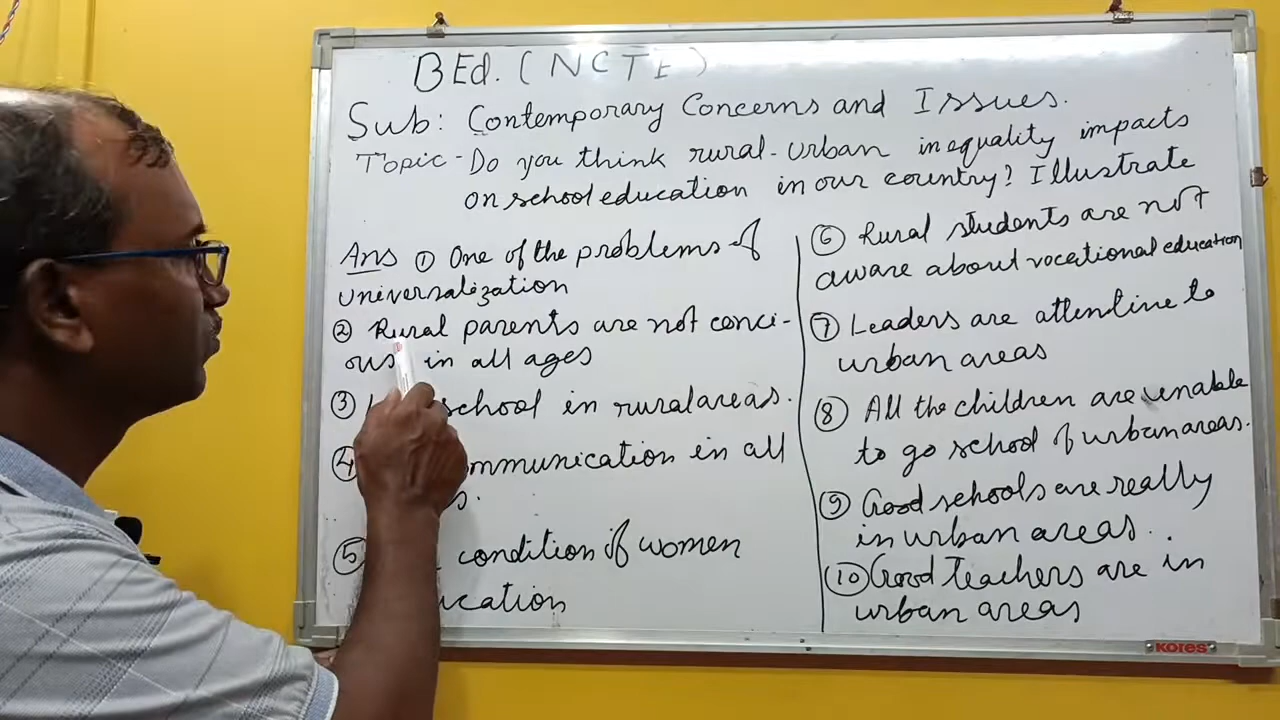 B Ed. ( NCTE )
Sub: Contemporary Concerns and Issues.
Topic - Do you think rural-urban inequality impacts
on school education in our country? Illustrate
Ans ① One of the problems of
universalization
② Rural parents are not conci-
ous in all ages
③ school in rural areas.
④ mmunication in all
s.
⑤ condition of women
ucation
⑥ Rural students are not
aware about vocational education
⑦ Leaders are attentine to
urban areas
⑧ All the children are unable
to go school of urban areas.
⑨ Good schools are really
in urban areas.
⑩ Good teachers are in
urban areas
KORES